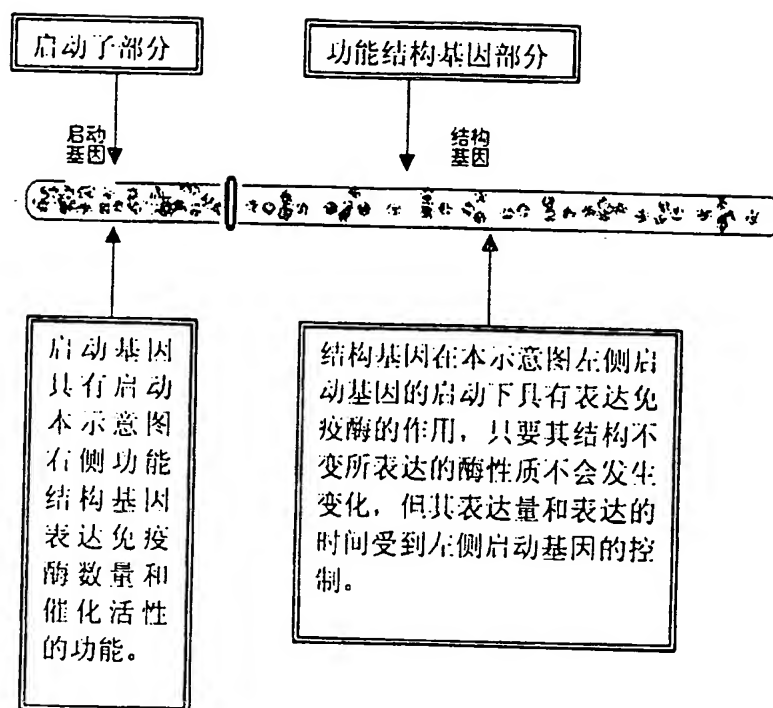 启动子部分
功能结构基因部分
启动
基因
结构
基因
启动基因
具有启动
本示意图
右侧功能
结构基因
表达免疫
酶数量和
催化活性
的功能。
结构基因在本示意图左侧启
动基因的启动下具有表达免
疫酶的作用，只要其结构不
变所表达的酶性质不会发生
变化，但其表达量和表达的
时间受到左侧启动基因的控
制。